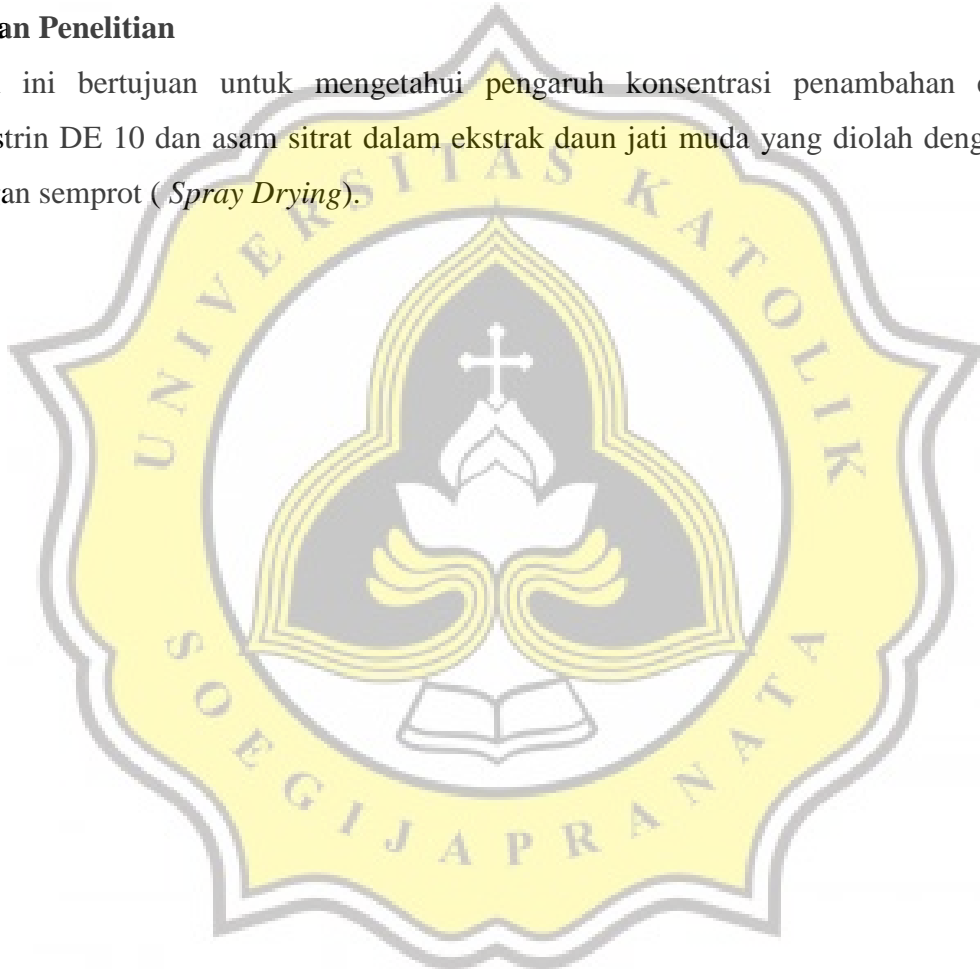 an Penelitian
ini bertujuan untuk mengetahui pengaruh konsentrasi penambahan
strin DE 10 dan asam sitrat dalam ekstrak daun jati muda yang diolah deng
an semprot ( Spray Drying).
UNIVERSITAS KATOLIK
SOEGIJAPRANATA